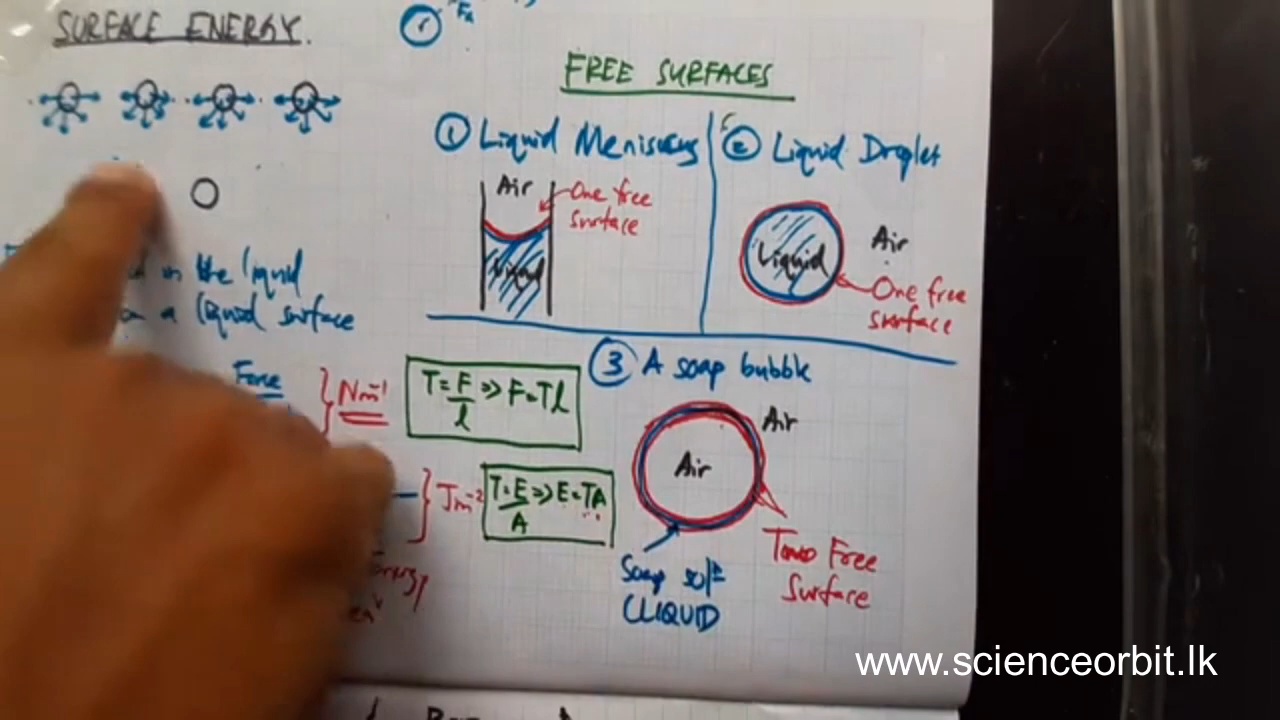 SURFACE ENERGY.
in the liquid
on a liquid surface
Force
Nm⁻¹
Jm⁻²
T = F/l ⇒ F = Tl
T = E/A ⇒ E = TA
FREE SURFACES
① Liquid Meniscus
Air
One free
surface
Liquid
② Liquid Droplet
Liquid
Air
One free
surface
③ A soap bubble
Air
Air
Two Free
Surface
Soap solⁿ
(LIQUID)
www.scienceorbit.lk